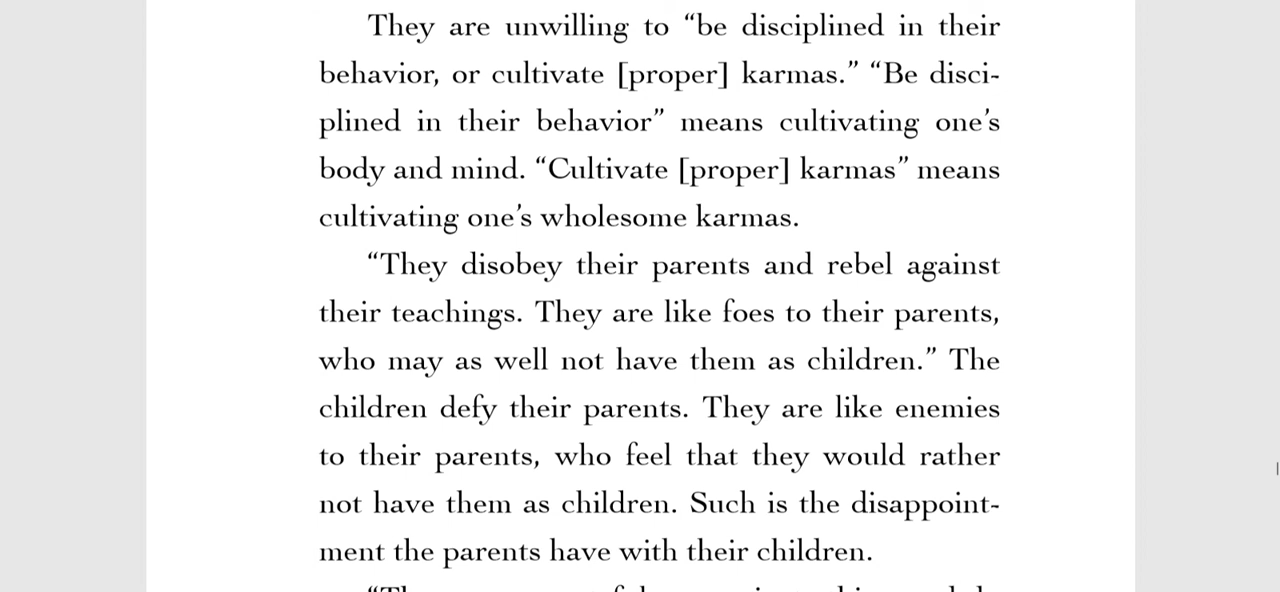 They are unwilling to “be disciplined in their
behavior, or cultivate [proper] karmas.” “Be disci-
plined in their behavior” means cultivating one’s
body and mind. “Cultivate [proper] karmas” means
cultivating one’s wholesome karmas.
“They disobey their parents and rebel against
their teachings. They are like foes to their parents,
who may as well not have them as children.” The
children defy their parents. They are like enemies
to their parents, who feel that they would rather
not have them as children. Such is the disappoint-
ment the parents have with their children.